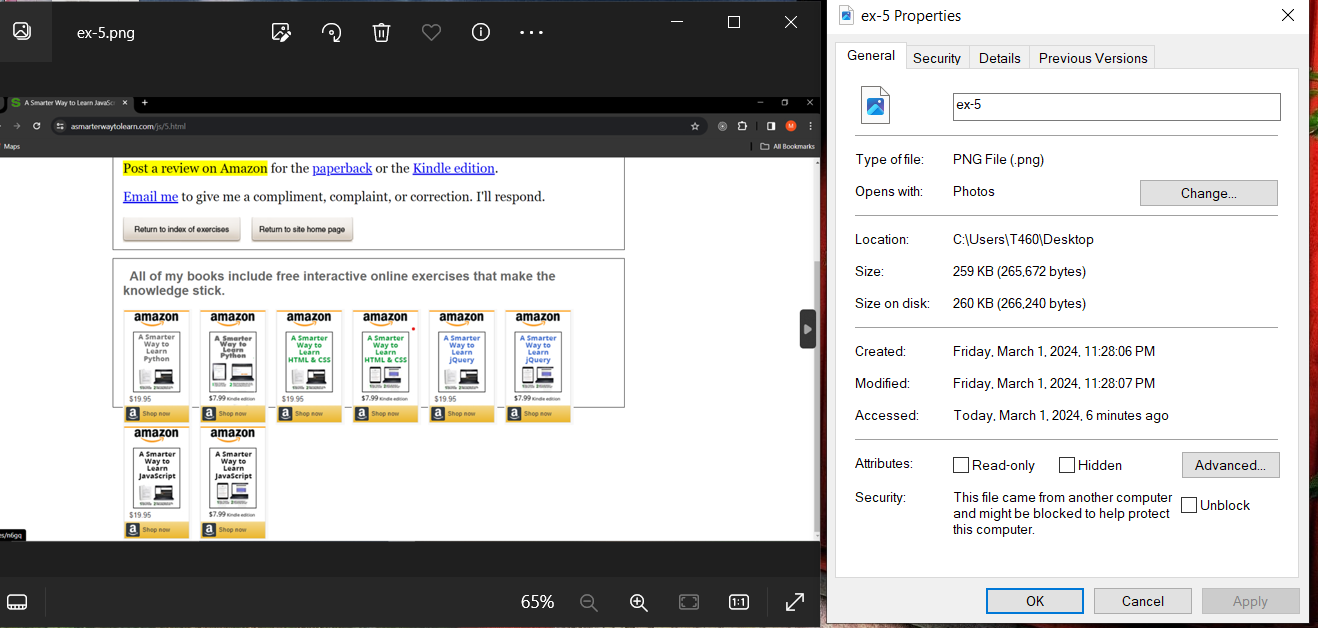 ex-5.png
A Smarter Way to Learn JavaSc
asmarterwaytolearn.com/js/5.html
M
Maps
All Bookmarks
Post a review on Amazon for the paperback or the Kindle edition.
Email me to give me a compliment, complaint, or correction. I'll respond.
Return to index of exercises
Return to site home page
All of my books include free interactive online exercises that make the
knowledge stick.
amazon
A Smarter
Way to
Learn
Python
$19.95
a Shop now
amazon
A Smarter
Way to
Learn
Python
$7.99 Kindle edition
a Shop now
amazon
A Smarter
Way to
Learn
HTML & CSS
$19.95
a Shop now
amazon
A Smarter
Way to
Learn
HTML & CSS
$7.99 Kindle edition
a Shop now
amazon
A Smarter
Way to
Learn
jQuery
$19.95
a Shop now
amazon
A Smarter
Way to
Learn
jQuery
$7.99 Kindle edition
a Shop now
amazon
A Smarter
Way to
Learn
JavaScript
$19.95
a Shop now
amazon
A Smarter
Way to
Learn
JavaScript
$7.99 Kindle edition
a Shop now
65%
1:1
ex-5 Properties
General
Security
Details
Previous Versions
ex-5
Type of file: PNG File (.png)
Opens with: Photos
Change...
Location: C:\Users\T460\Desktop
Size: 259 KB (265,672 bytes)
Size on disk: 260 KB (266,240 bytes)
Created: Friday, March 1, 2024, 11:28:06 PM
Modified: Friday, March 1, 2024, 11:28:07 PM
Accessed: Today, March 1, 2024, 6 minutes ago
Attributes: Read-only Hidden
Advanced...
Security: This file came from another computer
and might be blocked to help protect
this computer.
Unblock
OK
Cancel
Apply